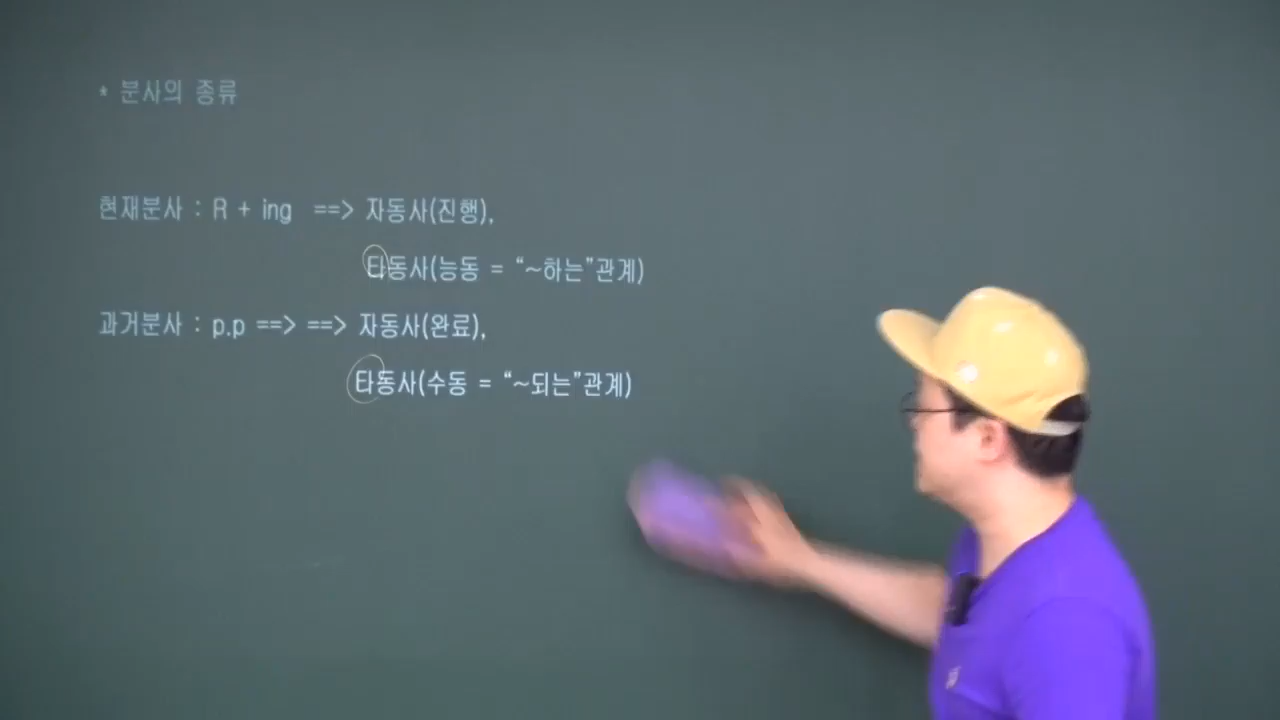 * 분사의 종류
현재분사 : R + ing ==> 자동사(진행),
타동사(능동 = “~하는”관계)
과거분사 : p.p ==> ==> 자동사(완료),
타동사(수동 = “~되는”관계)